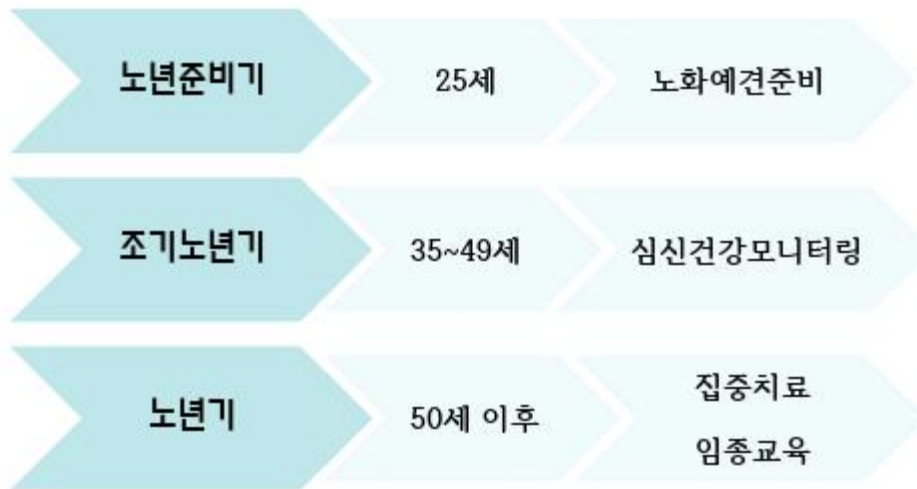 노년준비기
25세
노화예견준비
조기노년기
35~49세
심신건강모니터링
노년기
50세 이후
집중치료
임종교육